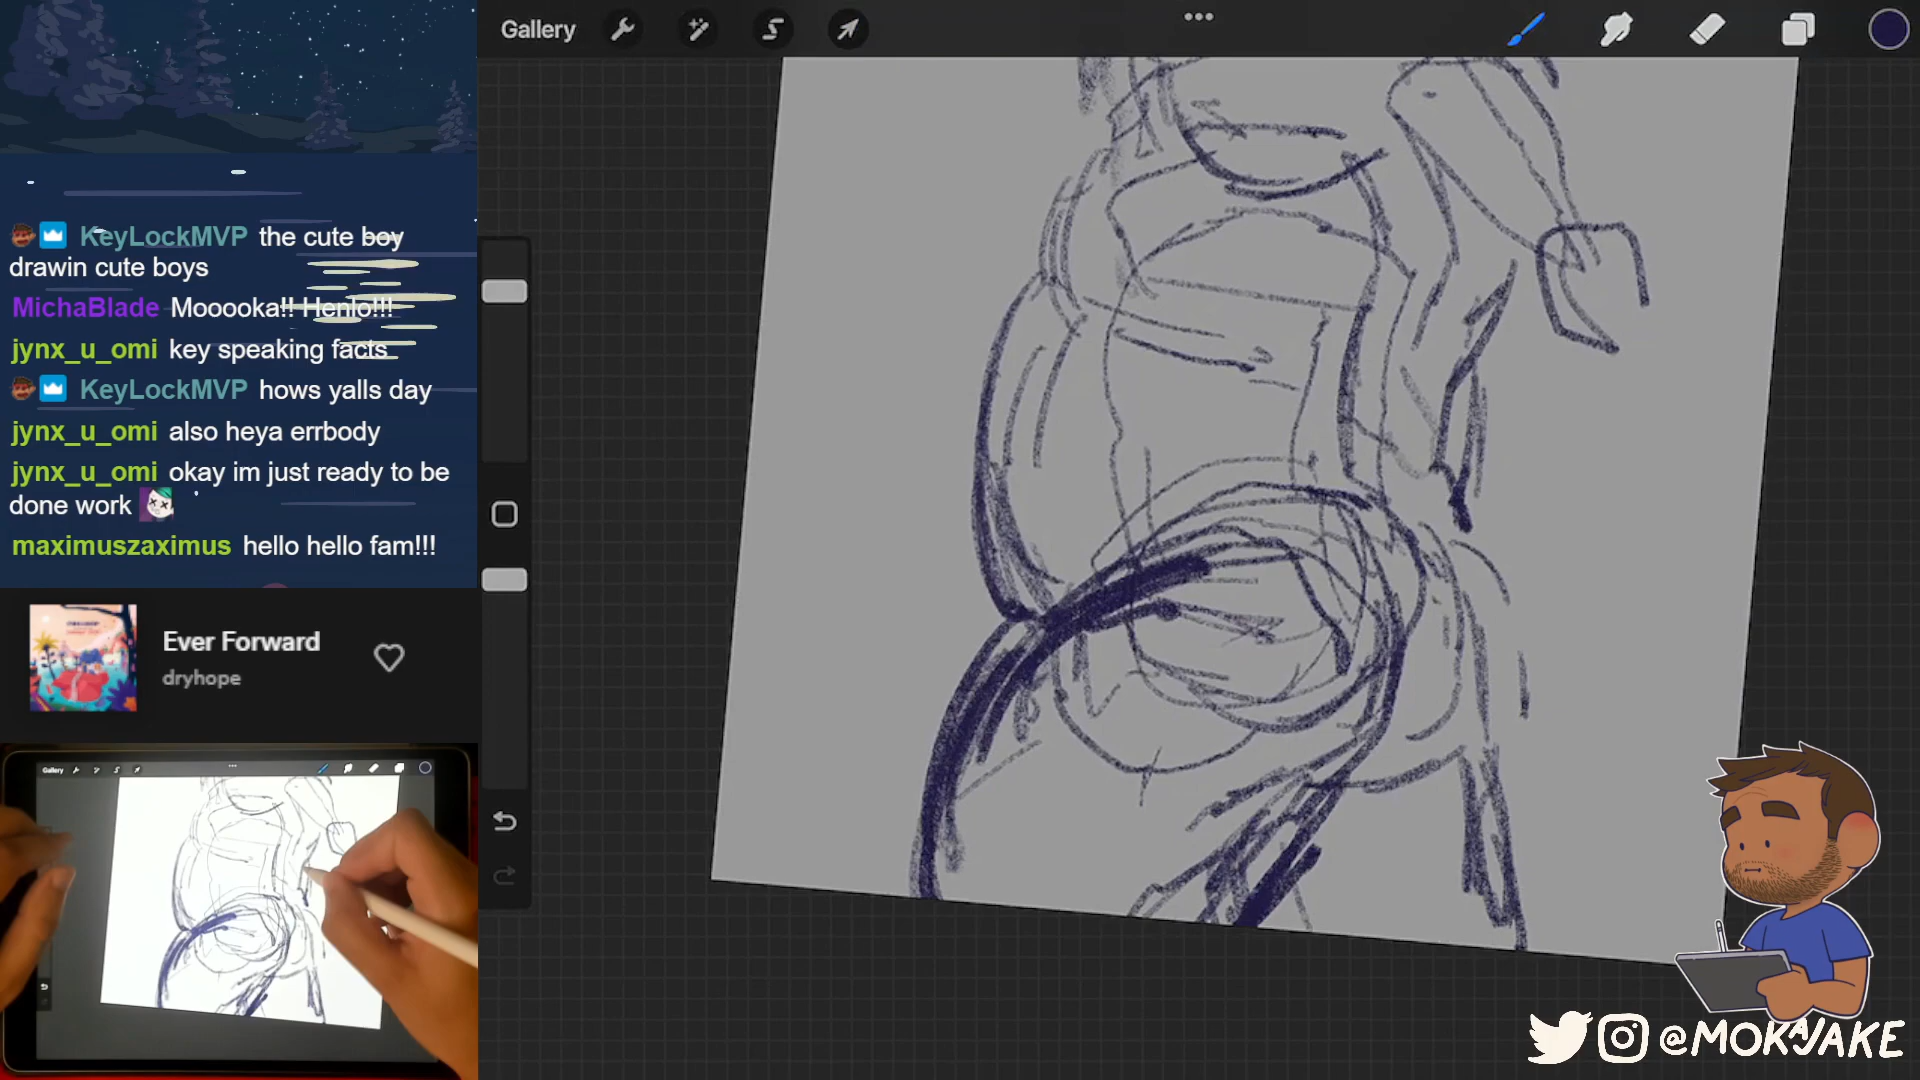 Gallery
KeyLockMVP the cute boy
drawin cute boys
MichaBlade Mooooka!! Henlo!!!
jynx_u_omi key speaking facts
KeyLockMVP hows yalls day
jynx_u_omi also heya errbody
jynx_u_omi okay im just ready to be
done work
maximuszaximus hello hello fam!!!
Ever Forward
dryhope
Gallery
@MOKAJAKE